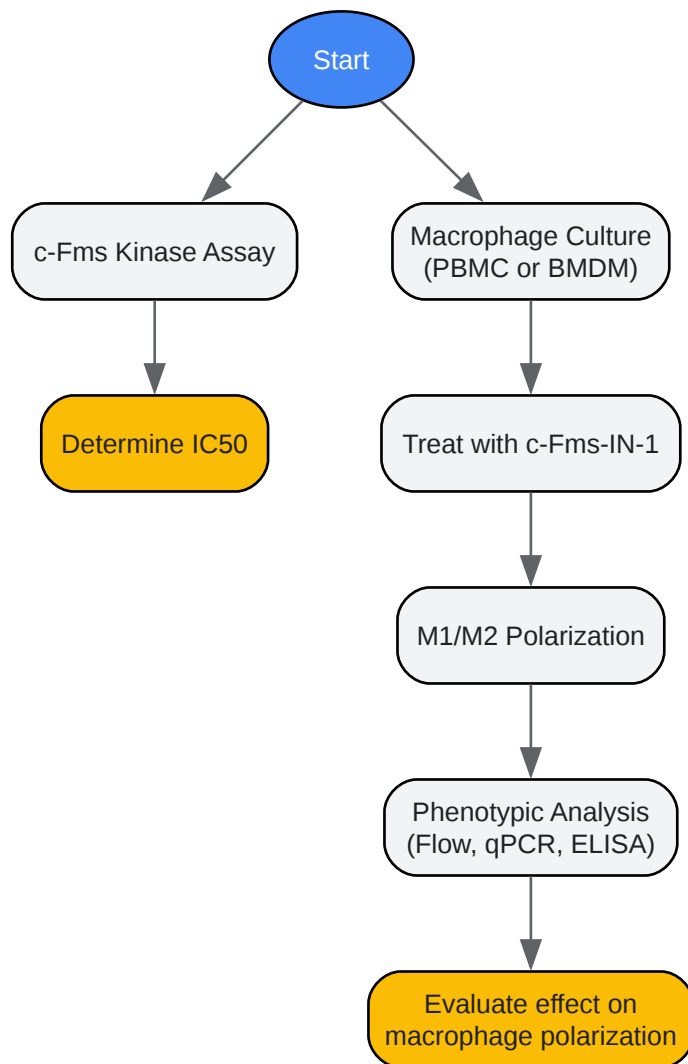 Start
c-Fms Kinase Assay
Macrophage Culture
(PBMC or BMDM)
Determine IC50
Treat with c-Fms-IN-1
M1/M2 Polarization
Phenotypic Analysis
(Flow, qPCR, ELISA)
Evaluate effect on
macrophage polarization